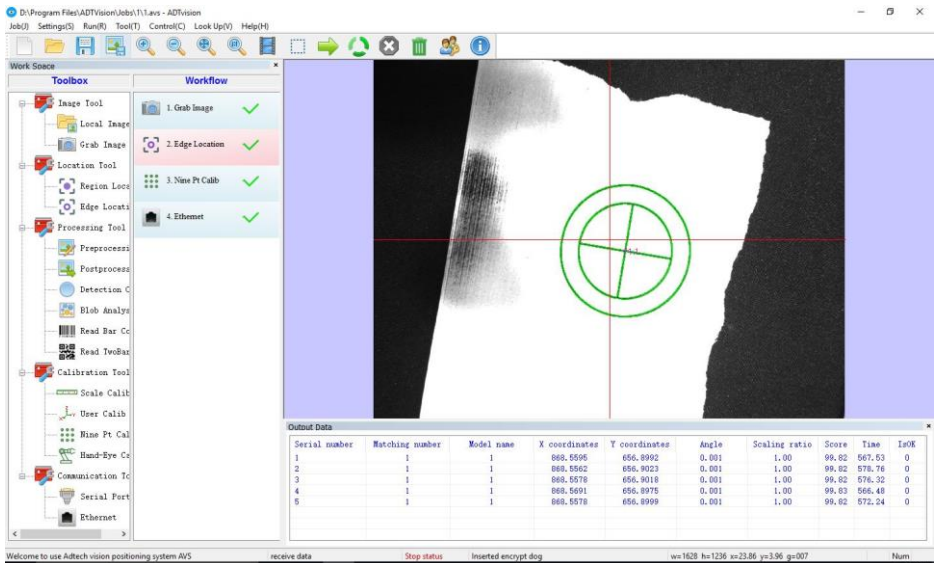 D:\Program Files\ADTVision\Jobs\1\1.avs - ADTvision
Job(J) Settings(S) Run(R) Tool(T) Control(C) Look Up(V) Help(H)
Work Space
Toolbox Workflow
Image Tool
Local Image
Grab Image
Location Tool
Region Loca
Edge Locati
Processing Tool
Preprocessi
Postprocess
Detection C
Blob Analys
Read Bar Co
Read TwoBar
Calibration Tool
Scale Calib
User Calib
Nine Pt Cal
Hand-Eye Ca
Communication To
Serial Port
Ethernet
1. Grab Image
2. Edge Location
3. Nine Pt Calib
4. Ethernet
Output Data
Serial number Matching number Model name X coordinates Y coordinates Angle Scaling ratio Score Time IsOK
1 1 1 868.5595 656.8992 0.001 1.00 99.82 567.53 0
2 1 1 868.5562 656.9023 0.001 1.00 99.82 578.76 0
3 1 1 868.5578 656.9018 0.001 1.00 99.82 576.32 0
4 1 1 868.5691 656.8975 0.001 1.00 99.83 566.48 0
5 1 1 868.5578 656.8999 0.001 1.00 99.82 572.24 0
Welcome to use Adtech vision positioning system AVS receive data Stop status Inserted encrypt dog w=1628 h=1236 x=23.86 y=3.96 g=007 Num